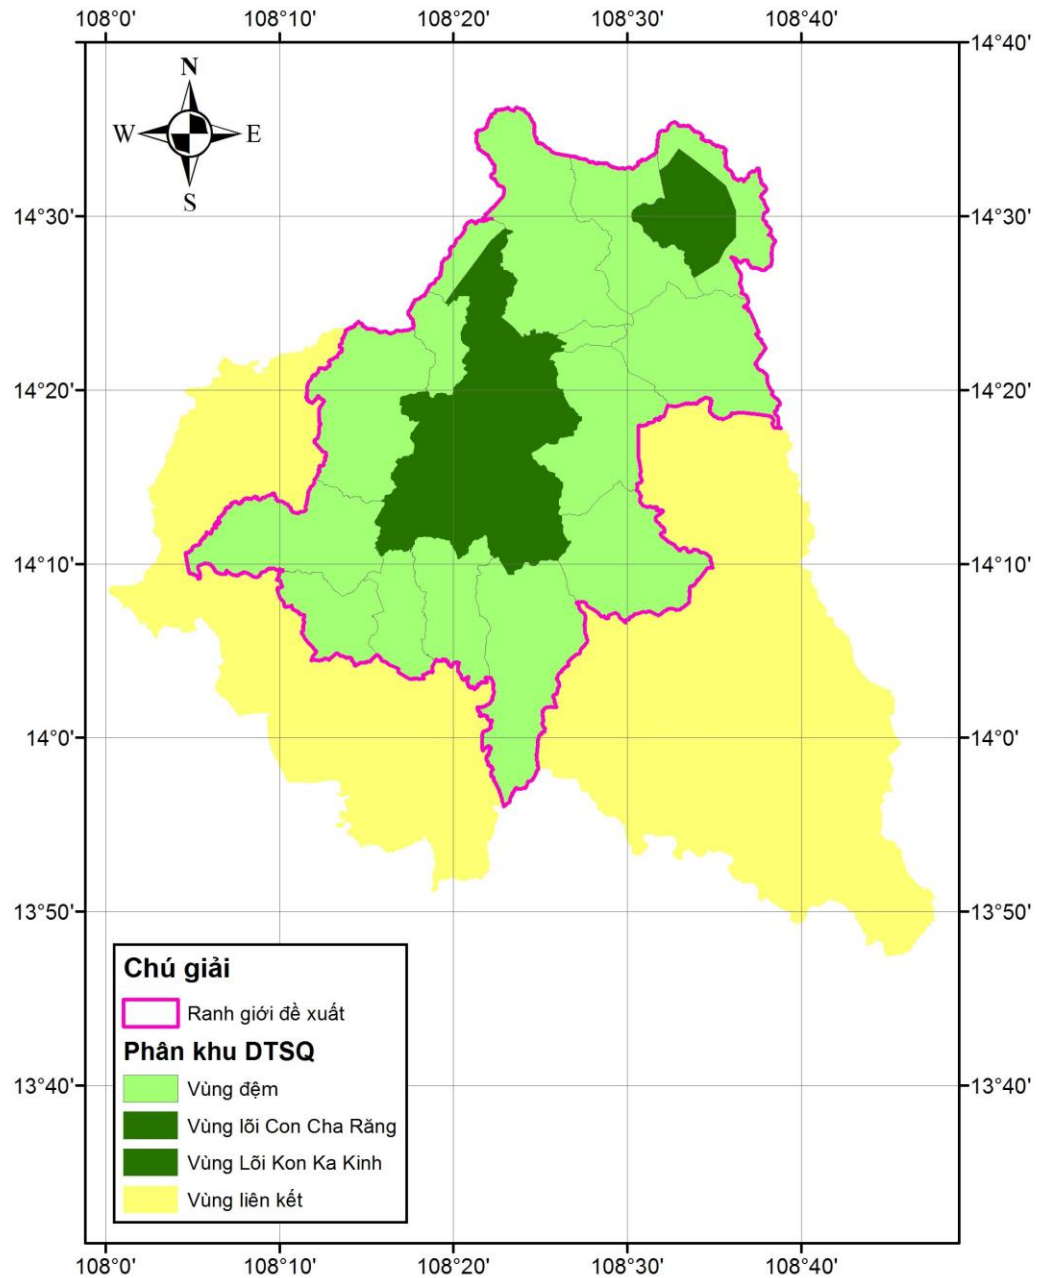 108°0' 108°10' 108°20' 108°30' 108°40'
14°40'
N
W E
S
14°30' 14°30'
14°20' 14°20'
14°10' 14°10'
14°0' 14°0'
13°50' 13°50'
Chú giải
Ranh giới đề xuất
Phân khu DTSQ
Vùng đệm
Vùng lõi Con Cha Răng
Vùng Lõi Kon Ka Kinh
Vùng liên kết
13°40' 13°40'
108°0' 108°10' 108°20' 108°30' 108°40'